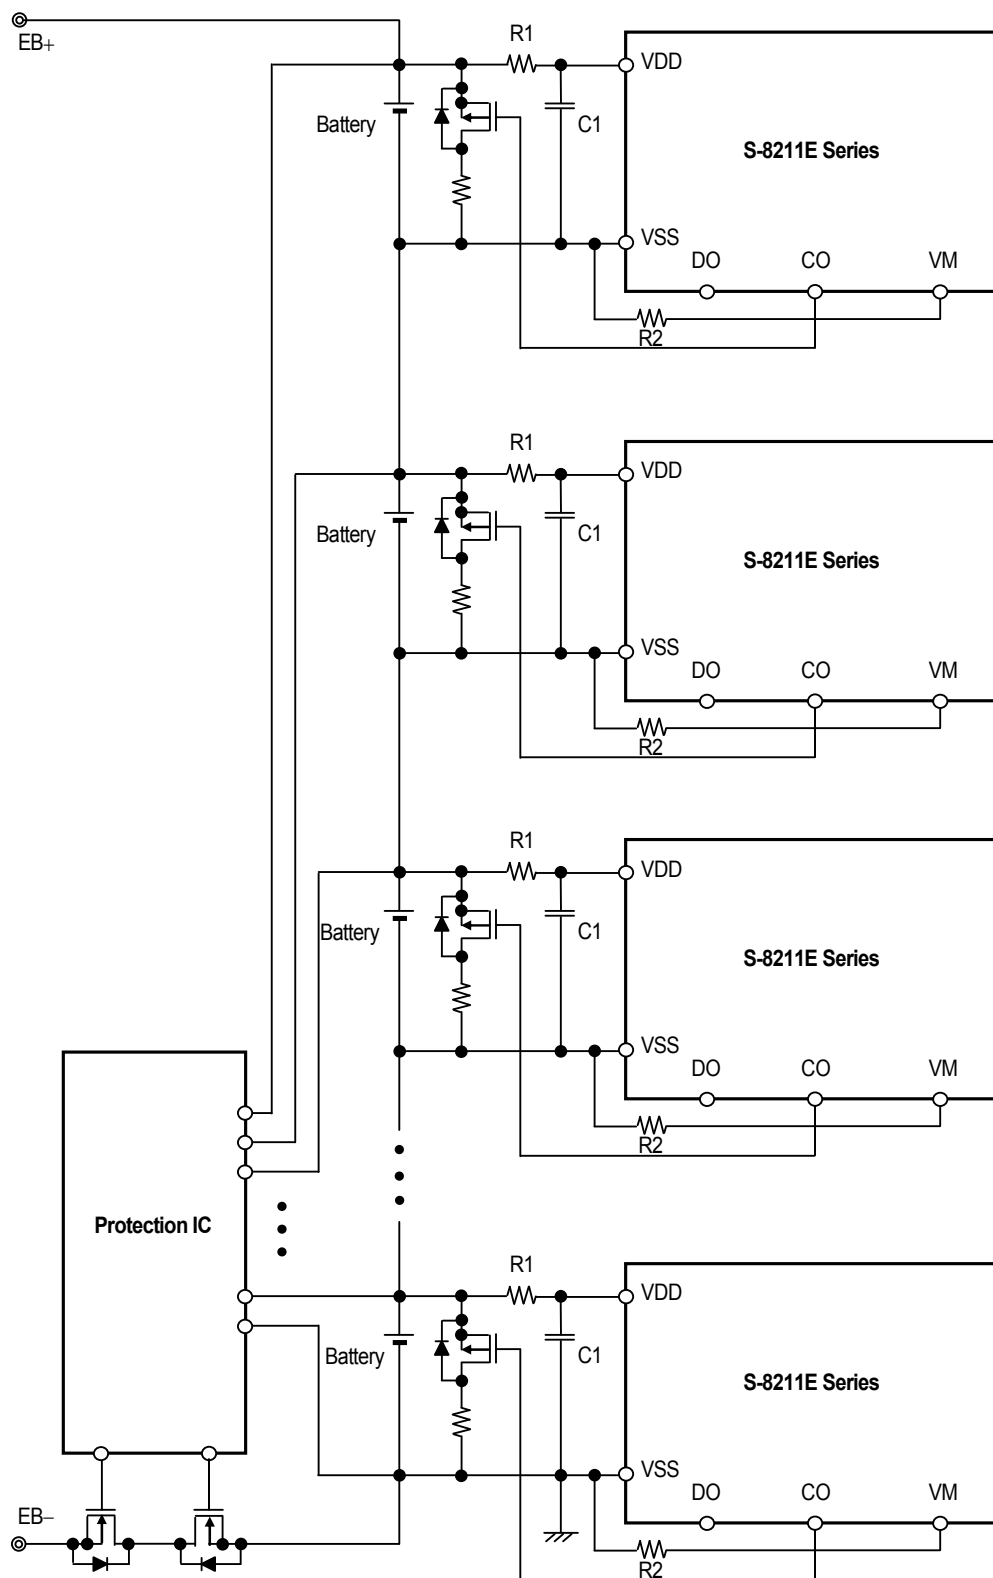 EB+
R1
VDD
Battery
C1
S-8211E Series
VSS
DO CO VM
R2
R1
VDD
Battery
C1
S-8211E Series
VSS
DO CO VM
R2
R1
VDD
Battery
C1
S-8211E Series
VSS
DO CO VM
R2
Protection IC
R1
VDD
Battery
C1
S-8211E Series
VSS
DO CO VM
EB−
R2